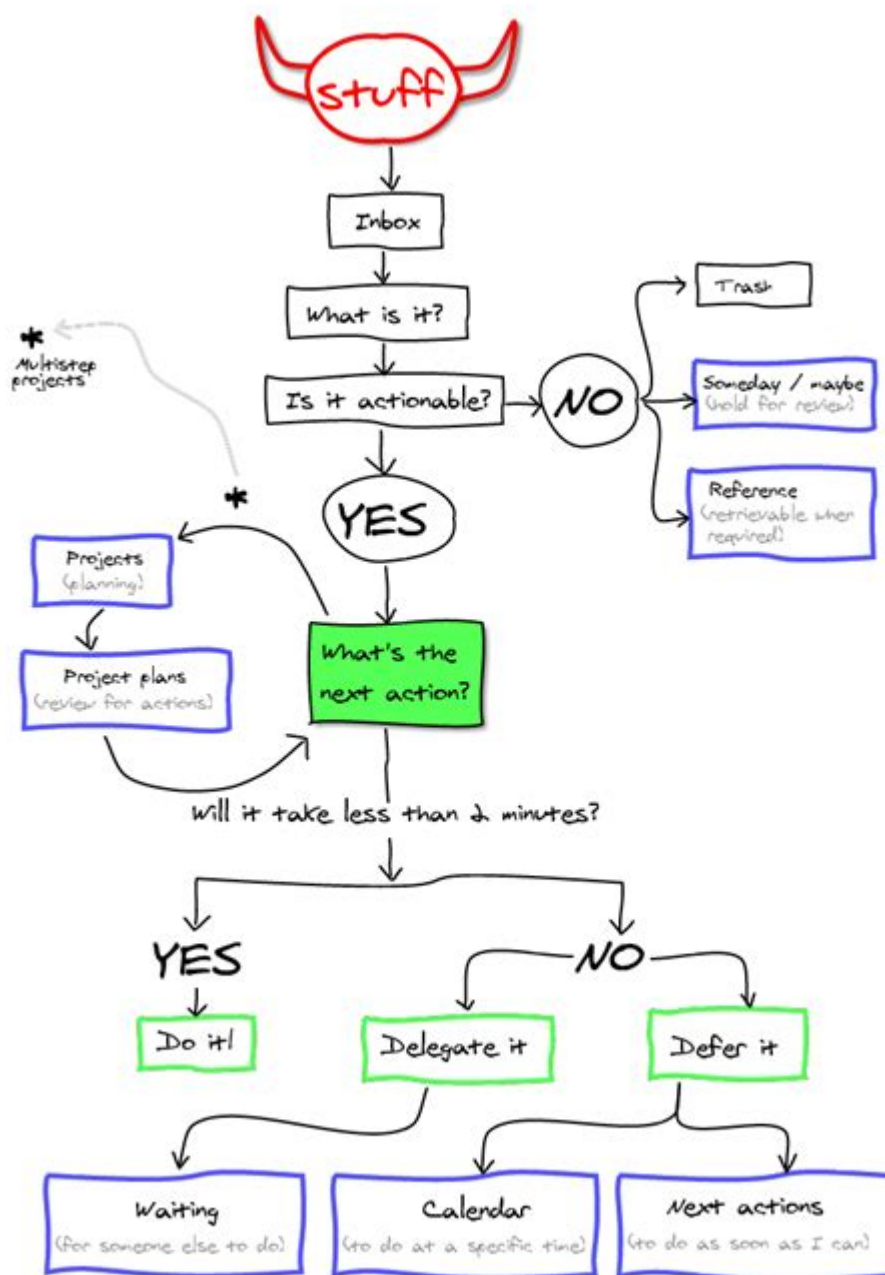 stuff
Inbox
What is it?
Is it actionable?
NO
Trash
Someday / maybe
(hold for review)
Reference
(retrievable when
required)
YES
*
Multistep
projects
*
Projects
(planning)
Project plans
(review for actions)
What's the
next action?
Will it take less than 2 minutes?
YES
NO
Do it!
Delegate it
Defer it
Waiting
(for someone else to do)
Calendar
(to do at a specific time)
Next actions
(to do as soon as I can)